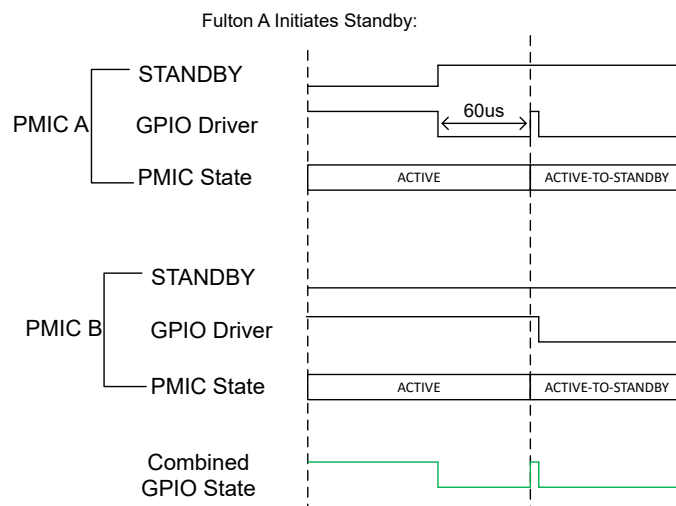 Fulton A Initiates Standby:
STANDBY
60us
PMIC A
GPIO Driver
PMIC State
ACTIVE
ACTIVE-TO-STANDBY
STANDBY
PMIC B
GPIO Driver
PMIC State
ACTIVE
ACTIVE-TO-STANDBY
Combined
GPIO State